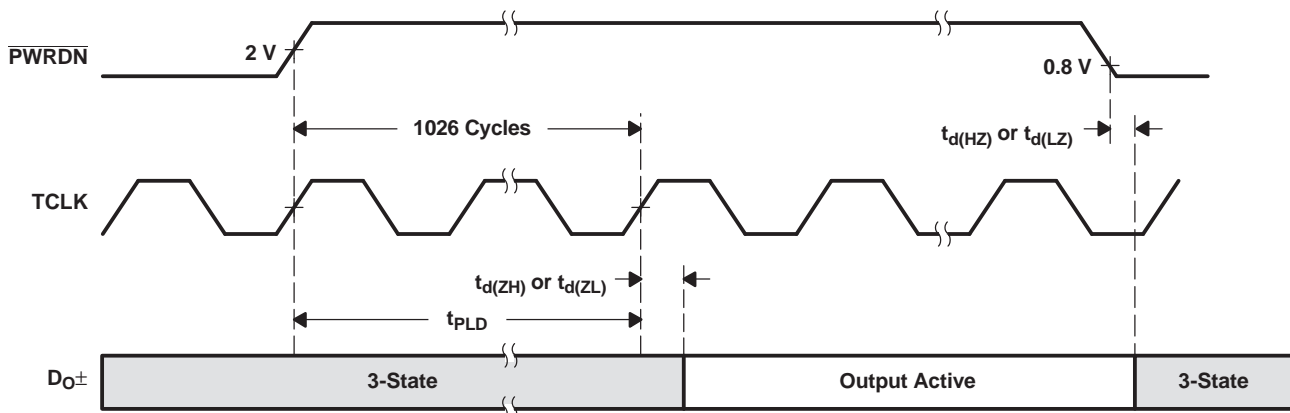 PWRDN
2 V
0.8 V
1026 Cycles
td(HZ) or td(LZ)
TCLK
td(ZH) or td(ZL)
tPLD
DO±
3-State
Output Active
3-State